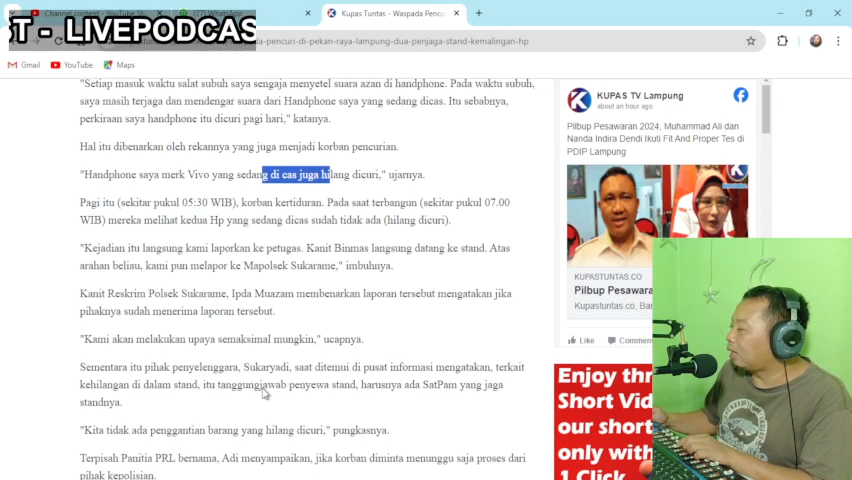 ST - LIVEPODCAS
(77) WhatsApp
Kupas Tuntas - Waspada Pencu
da-pencuri-di-pekan-raya-lampung-dua-penjaga-stand-kemalingan-hp
Gmail
YouTube
Maps
"Setiap masuk waktu salat subuh saya sengaja menyetel suara azan di handphone. Pada waktu subuh,
saya masih terjaga dan mendengar suara dari Handphone saya yang sedang dicas. Itu sebabnya,
perkiraan saya handphone itu dicuri pagi hari," katanya.
Hal itu dibenarkan oleh rekannya yang juga menjadi korban pencurian.
"Handphone saya merk Vivo yang sedang di cas juga hilang dicuri," ujarnya.
Pagi itu (sekitar pukul 05:30 WIB), korban kertiduran. Pada saat terbangun (sekitar pukul 07.00
WIB) mereka melihat kedua Hp yang sedang dicas sudah tidak ada (hilang dicuri).
"Kejadian itu langsung kami laporkan ke petugas. Kanit Binmas langsung datang ke stand. Atas
arahan beliau, kami pun melapor ke Mapolsek Sukarame," imbuhnya.
Kanit Reskrim Polsek Sukarame, Ipda Muazam membenarkan laporan tersebut mengatakan jika
pihaknya sudah menerima laporan tersebut.
"Kami akan melakukan upaya semaksimal mungkin," ucapnya.
Sementara itu pihak penyelenggara, Sukaryadi, saat ditemui di pusat informasi mengatakan, terkait
kehilangan di dalam stand, itu tanggungjawab penyewa stand, harusnya ada SatPam yang jaga
standnya.
"Kita tidak ada penggantian barang yang hilang dicuri," pungkasnya.
Terpisah Panitia PRL bernama, Adi menyampaikan, jika korban diminta menunggu saja proses dari
pihak kepolisian.
KUPAS TV Lampung
about an hour ago
Pilbup Pesawaran 2024, Muhammad Ali dan
Nanda Indira Dendi Ikuti Fit And Proper Tes di
PDIP Lampung
KUPASTUNTAS.CO
Pilbup Pesawara
Kupastuntas.co, Ban
Like
Comment
Enjoy thr
Short Vid
our short
only with
1 Click